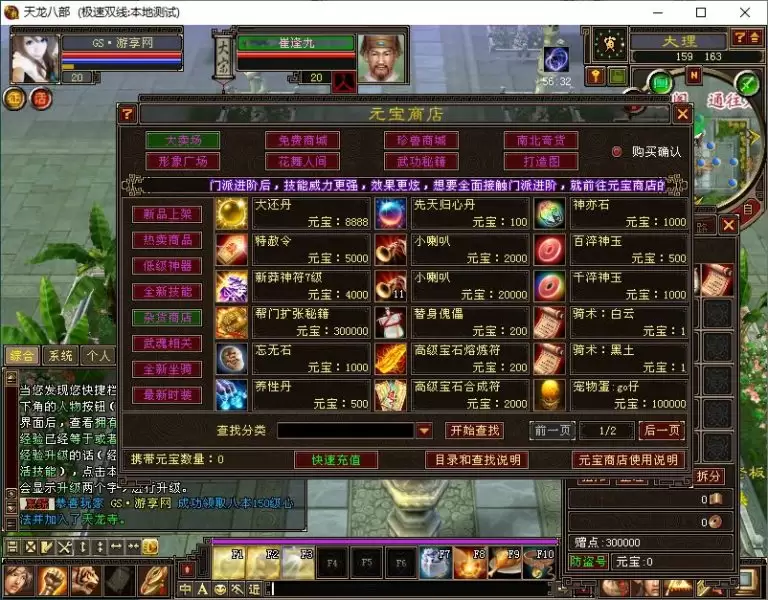 天龙八部 (极速双线:本地测试)
GS·游享网
20
大宋
崔逢九
20
56:32
大理
159 163
元宝商店
大卖场
免费商城
珍兽商城
南北奇货
形象广场
花舞人间
武功秘籍
打造图
购买确认
门派进阶后，技能威力更强，效果更炫，想要全面接触门派进阶，就前往元宝商店的
新品上架
热卖商品
低级神器
全新技能
杂货商店
武魂相关
全新坐骑
最新时装
大还丹
元宝：8888
先天归心丹
元宝：100
神亦石
元宝：1000
特赦令
元宝：5000
小喇叭
元宝：2000
百淬神玉
元宝：500
新莽神符7级
元宝：4000
小喇叭
11
元宝：20000
千淬神玉
元宝：1000
帮门扩张秘籍
元宝：300000
替身傀儡
元宝：200
骑术：白云
元宝：1
忘无石
元宝：1000
高级宝石熔炼符
元宝：200
骑术：黑土
元宝：1
养性丹
元宝：500
高级宝石合成符
元宝：2000
宠物蛋：go仔
元宝：100000
查找分类
开始查找
前一页
1/2
后一页
携带元宝数量：0
快速充值
目录和查找说明
元宝商店使用说明
综合
系统
个人
当您发现您快捷栏
下角的人物按钮（
界面后，查看拥有
经验已经等于或者
经验升级的话（经
活技能），点击本
会显示升级两个字，进行升级。
恭喜玩家 GS·游享网 成功领取八本150级心
法并加入了天龙寺。
拆分
0
0
赠点：300000
防盗号
元宝:0
F1
F2
F3
F4
F5
F6
F7
F8
F9
F10
中
A
近